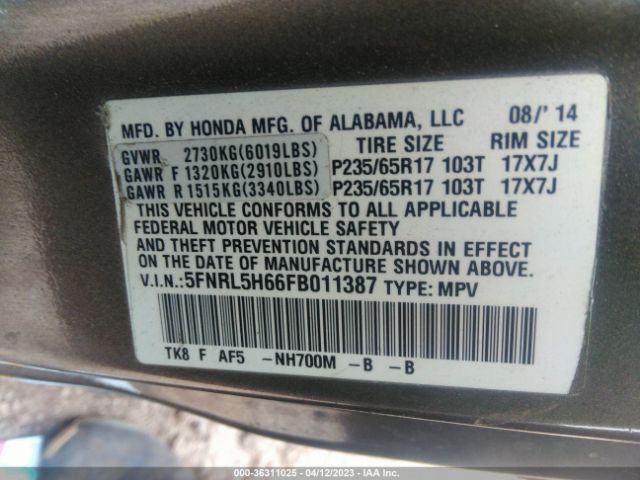 MFD. BY HONDA MFG. OF ALABAMA, LLC 08/' 14
TIRE SIZE RIM SIZE
GVWR 2730KG(6019LBS)
GAWR F 1320KG(2910LBS) P235/65R17 103T 17X7J
GAWR R 1515KG(3340LBS) P235/65R17 103T 17X7J
THIS VEHICLE CONFORMS TO ALL APPLICABLE
FEDERAL MOTOR VEHICLE SAFETY
AND THEFT PREVENTION STANDARDS IN EFFECT
ON THE DATE OF MANUFACTURE SHOWN ABOVE.
V.I.N.:5FNRL5H66FB011387 TYPE: MPV
TK8 F AF5 -NH700M -B -B
000-36311025 - 04/12/2023 - IAA Inc.